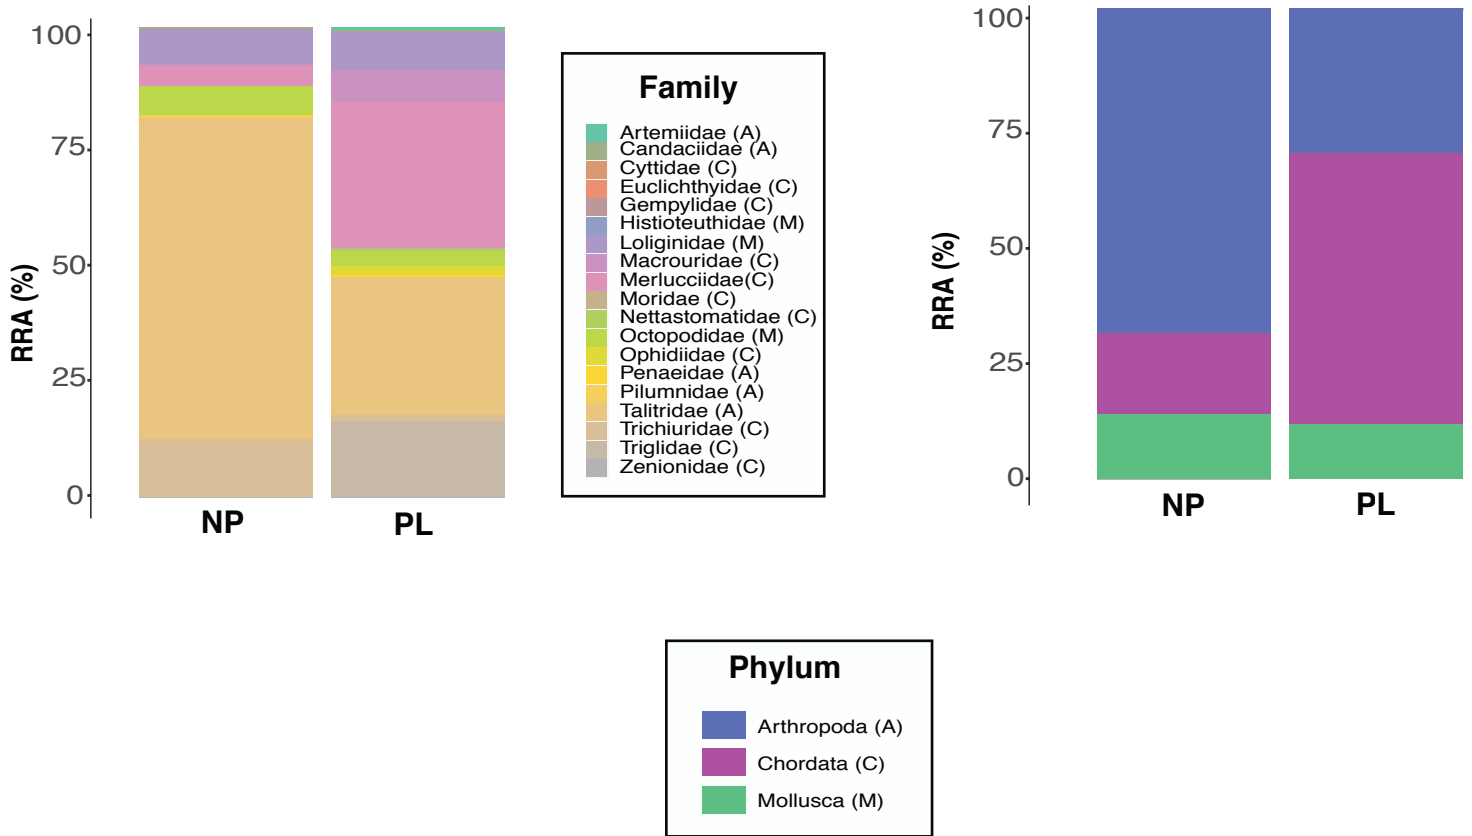 RRA (%)
100
75
50
25
0
NP
PL
Family
Artemiidae (A)
Candaciidae (A)
Cyttidae (C)
Euclichthyidae (C)
Gempylidae (C)
Histioteuthidae (M)
Loliginidae (M)
Macrouridae (C)
Merlucciidae(C)
Moridae (C)
Nettastomatidae (C)
Octopodidae (M)
Ophidiidae (C)
Penaeidae (A)
Pilumnidae (A)
Talitridae (A)
Trichiuridae (C)
Triglidae (C)
Zenionidae (C)
RRA (%)
100
75
50
25
0
NP
PL
Phylum
Arthropoda (A)
Chordata (C)
Mollusca (M)